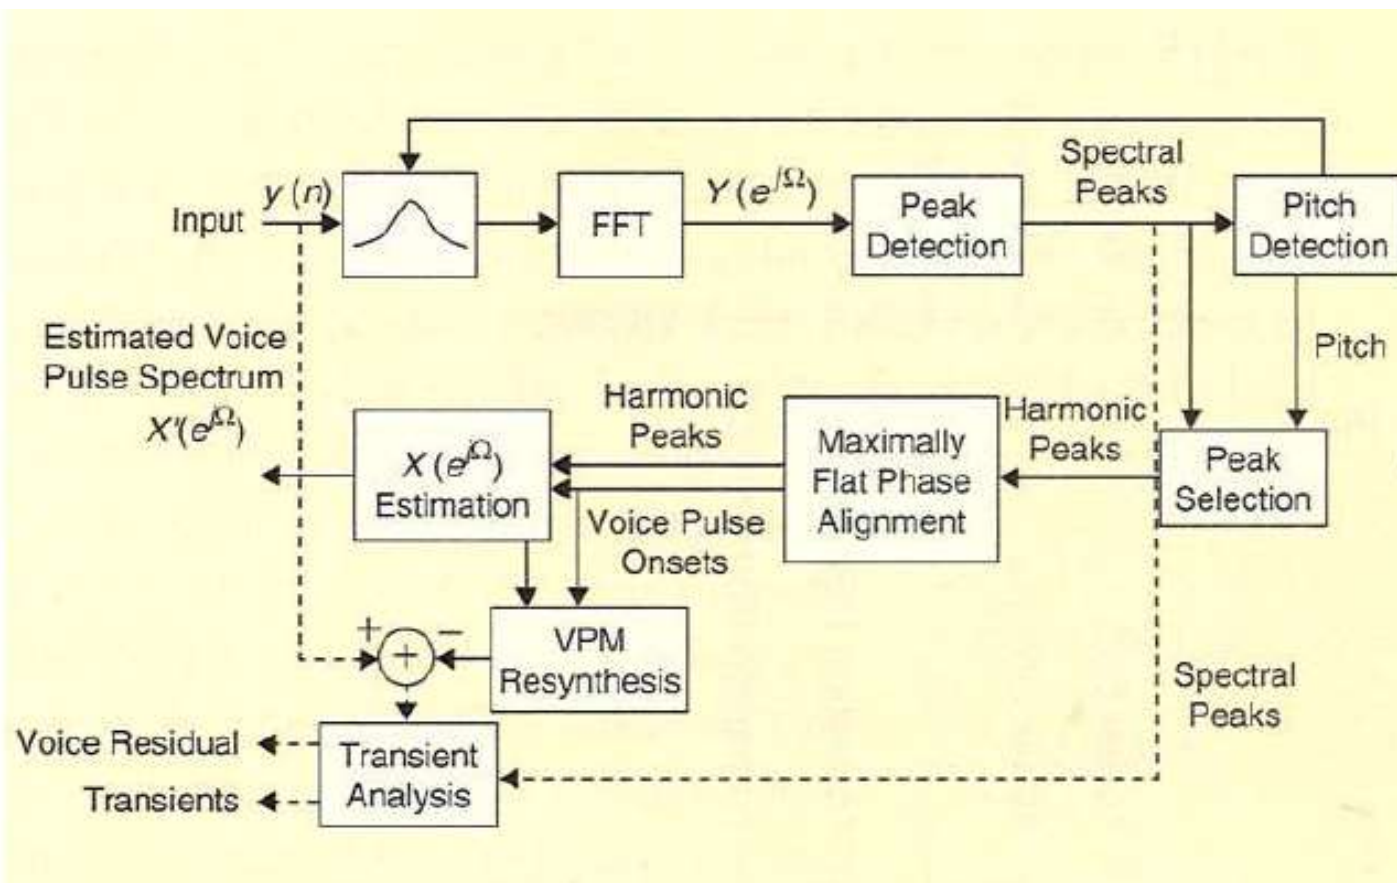 Input
y (n)
FFT
Y (e^{jΩ})
Peak
Detection
Spectral
Peaks
Pitch
Detection
Pitch
Estimated Voice
Pulse Spectrum
X'(e^{jΩ})
X (e^{jΩ})
Estimation
Harmonic
Peaks
Voice Pulse
Onsets
Maximally
Flat Phase
Alignment
Harmonic
Peaks
Peak
Selection
+
−
+
VPM
Resynthesis
Spectral
Peaks
Voice Residual
Transients
Transient
Analysis